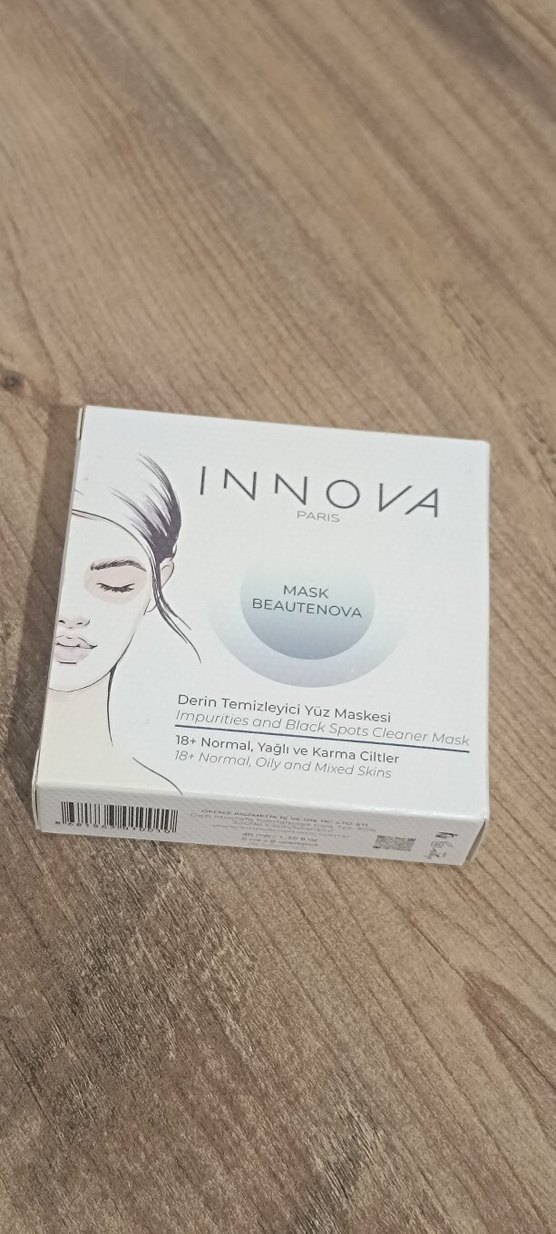 INNOVA
PARIS
MASK
BEAUTENOVA
Derin Temizleyici Yüz Maskesi
Impurities and Black Spots Cleaner Mask
18+ Normal, Yağlı ve Karma Ciltler
18+ Normal, Oily and Mixed Skins